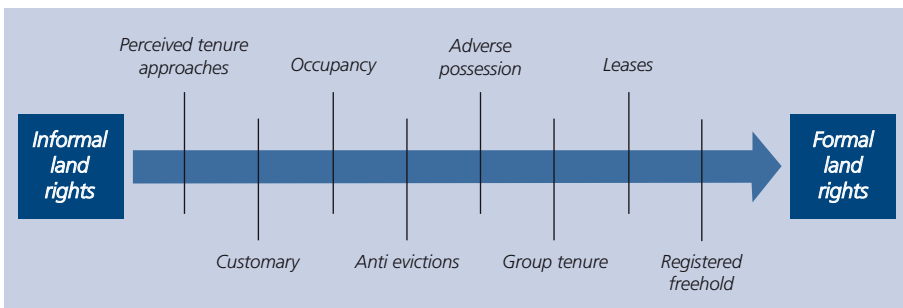 Perceived tenure
approaches
Occupancy
Adverse
possession
Leases
Informal
land
rights
Formal
land
rights
Customary
Anti evictions
Group tenure
Registered
freehold